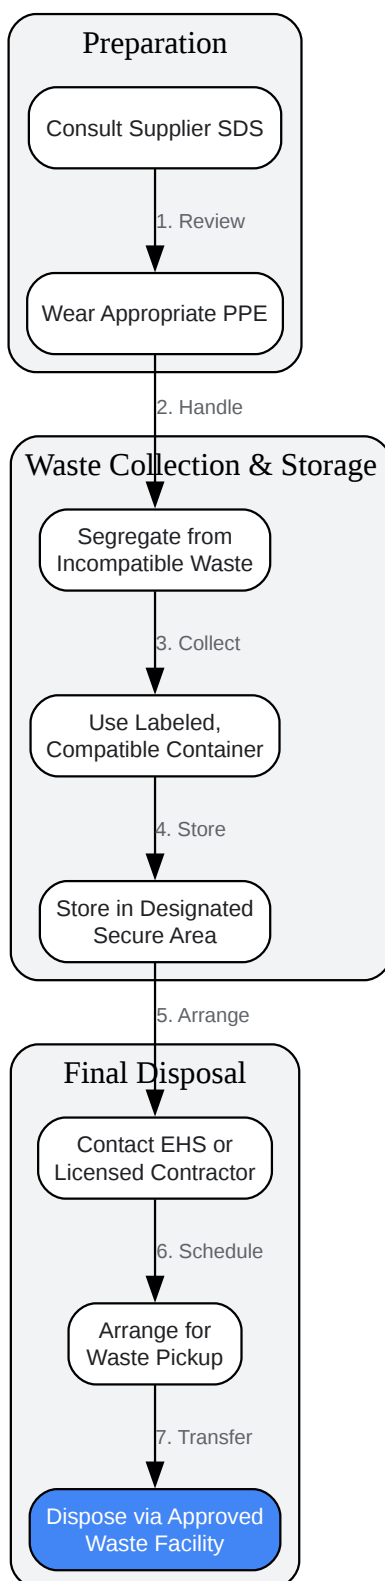 Preparation
Consult Supplier SDS
1. Review
Wear Appropriate PPE
2. Handle
Waste Collection & Storage
Segregate from
Incompatible Waste
3. Collect
Use Labeled,
Compatible Container
4. Store
Store in Designated
Secure Area
5. Arrange
Final Disposal
Contact EHS or
Licensed Contractor
6. Schedule
Arrange for
Waste Pickup
7. Transfer
Dispose via Approved
Waste Facility